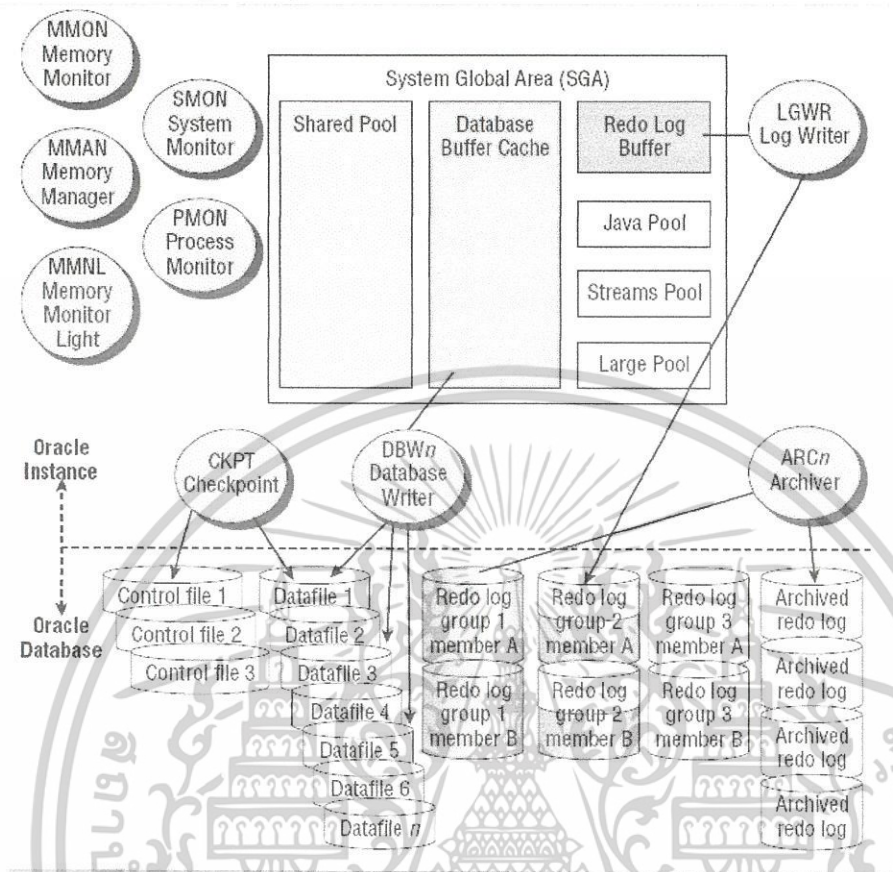 MMON
Memory
Monitor
SMON
System
Monitor
MMAN
Memory
Manager
PMON
Process
Monitor
MMNL
Memory
Monitor
Light
System Global Area (SGA)
Shared Pool
Database
Buffer Cache
Redo Log
Buffer
Java Pool
Streams Pool
Large Pool
LGWR
Log Writer
Oracle
Instance
CKPT
Checkpoint
DBWn
Database
Writer
ARCn
Archiver
Oracle
Database
Control file 1
Control file 2
Control file 3
Datafile 1
Datafile 2
Datafile 3
Datafile 4
Datafile 5
Datafile 6
Datafile n
Redo log
group 1
member A
Redo log
group 1
member B
Redo log
group 2
member A
Redo log
group 2
member B
Redo log
group 3
member A
Redo log
group 3
member B
Archived
redo log
Archived
redo log
Archived
redo log
Archived
redo log